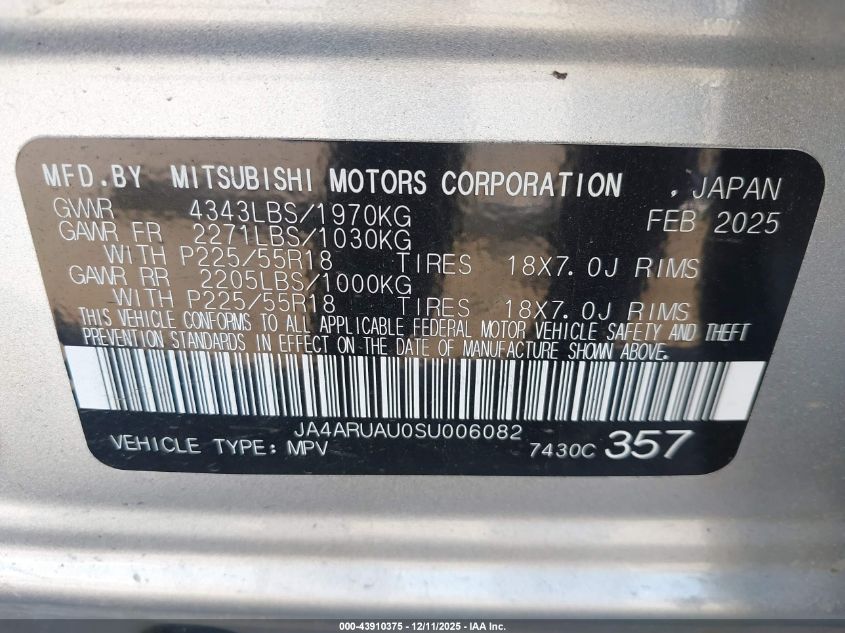 MFD.BY MITSUBISHI MOTORS CORPORATION , JAPAN
GVWR 4343LBS/1970KG FEB 2025
GAWR FR 2271LBS/1030KG
WITH P225/55R18 TIRES 18X7.0J RIMS
GAWR RR 2205LBS/1000KG
WITH P225/55R18 TIRES 18X7.0J RIMS
THIS VEHICLE CONFORMS TO ALL APPLICABLE FEDERAL MOTOR VEHICLE SAFETY AND THEFT
PREVENTION STANDARDS IN EFFECT ON THE DATE OF MANUFACTURE SHOWN ABOVE.
JA4ARUAU0SU006082
VEHICLE TYPE: MPV 7430C 357
000-43910375 - 12/11/2025 - IAA Inc.